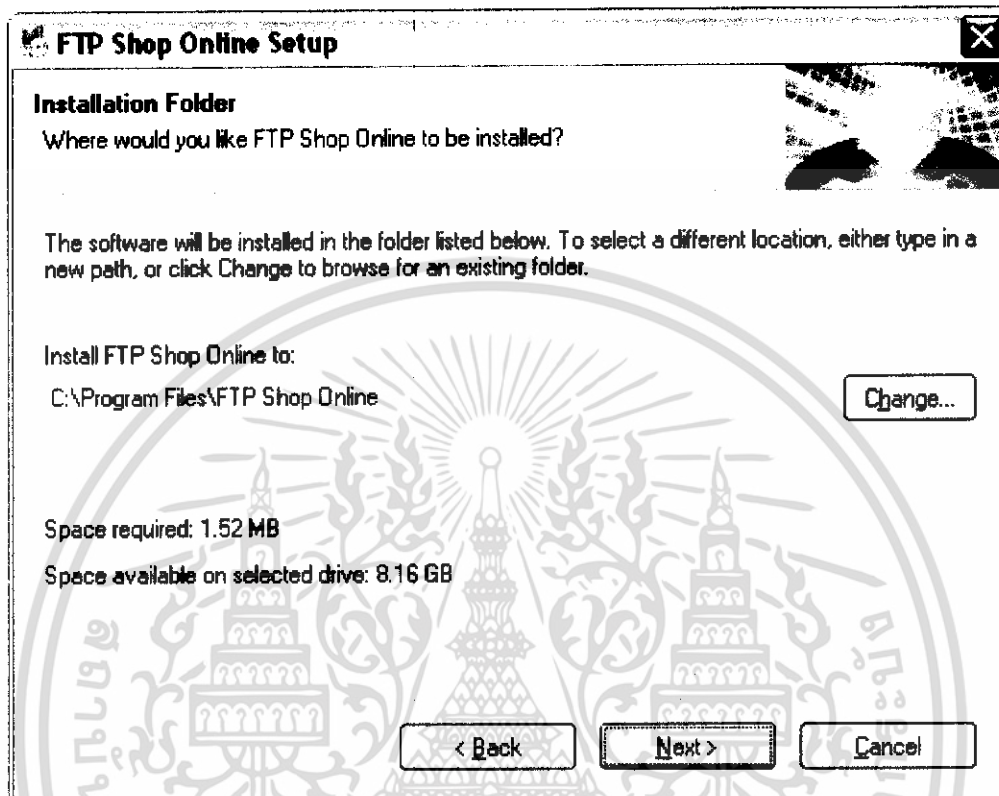 FTP Shop Online Setup
Installation Folder
Where would you like FTP Shop Online to be installed?
The software will be installed in the folder listed below. To select a different location, either type in a
new path, or click Change to browse for an existing folder.
Install FTP Shop Online to:
C:\Program Files\FTP Shop Online
Change...
Space required: 1.52 MB
Space available on selected drive: 8.16 GB
< Back
Next >
Cancel